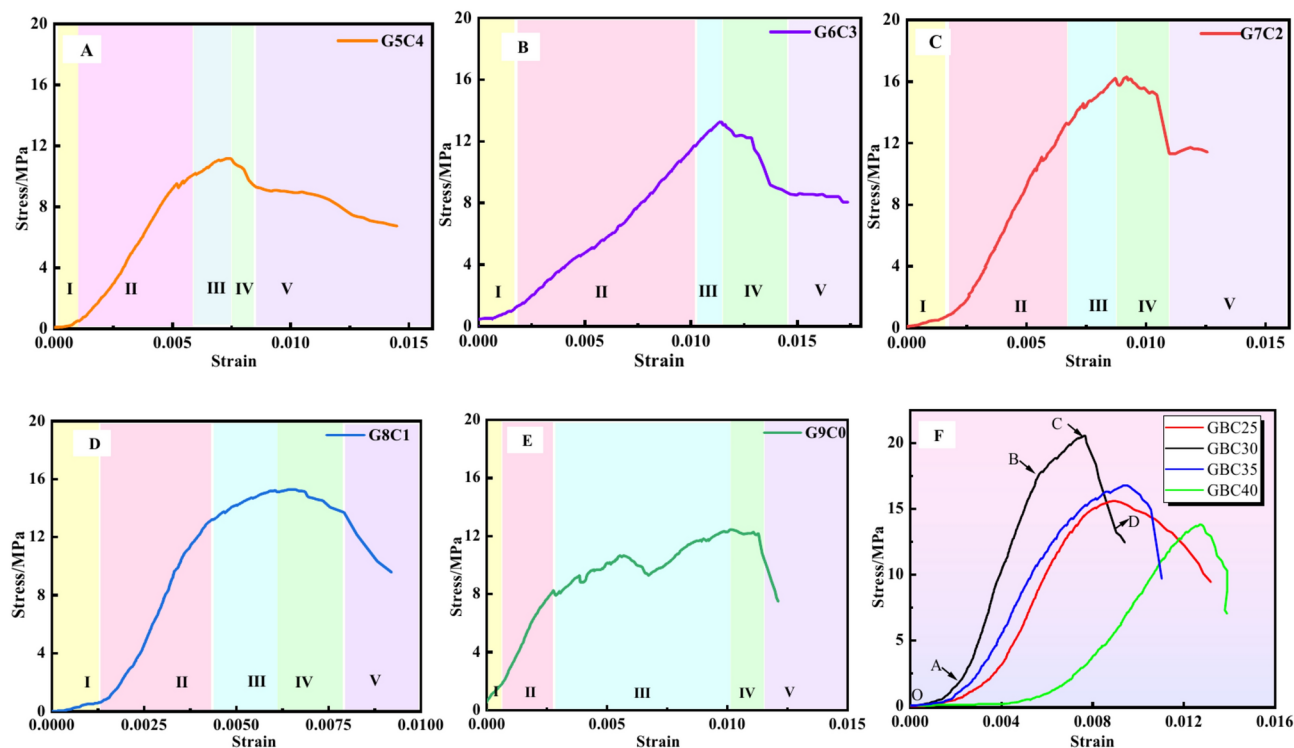 A
G5C4
Stress/MPa
20
16
12
8
4
0
I
II
III
IV
V
0.000
0.005
0.010
0.015
Strain
B
G6C3
Stress/MPa
20
16
12
8
4
0
I
II
III
IV
V
0.000
0.005
0.010
0.015
Strain
C
G7C2
Stress/MPa
20
16
12
8
4
0
I
II
III
IV
V
0.000
0.005
0.010
0.015
Strain
D
G8C1
Stress/MPa
20
16
12
8
4
0
I
II
III
IV
V
0.0000
0.0025
0.0050
0.0075
0.0100
Strain
E
G9C0
Stress/MPa
20
16
12
8
4
0
I
II
III
IV
V
0.000
0.005
0.010
0.015
Strain
F
GBC25
GBC30
GBC35
GBC40
Stress/MPa
20
15
10
5
0
O
A
B
C
D
0.000
0.004
0.008
0.012
0.016
Strain